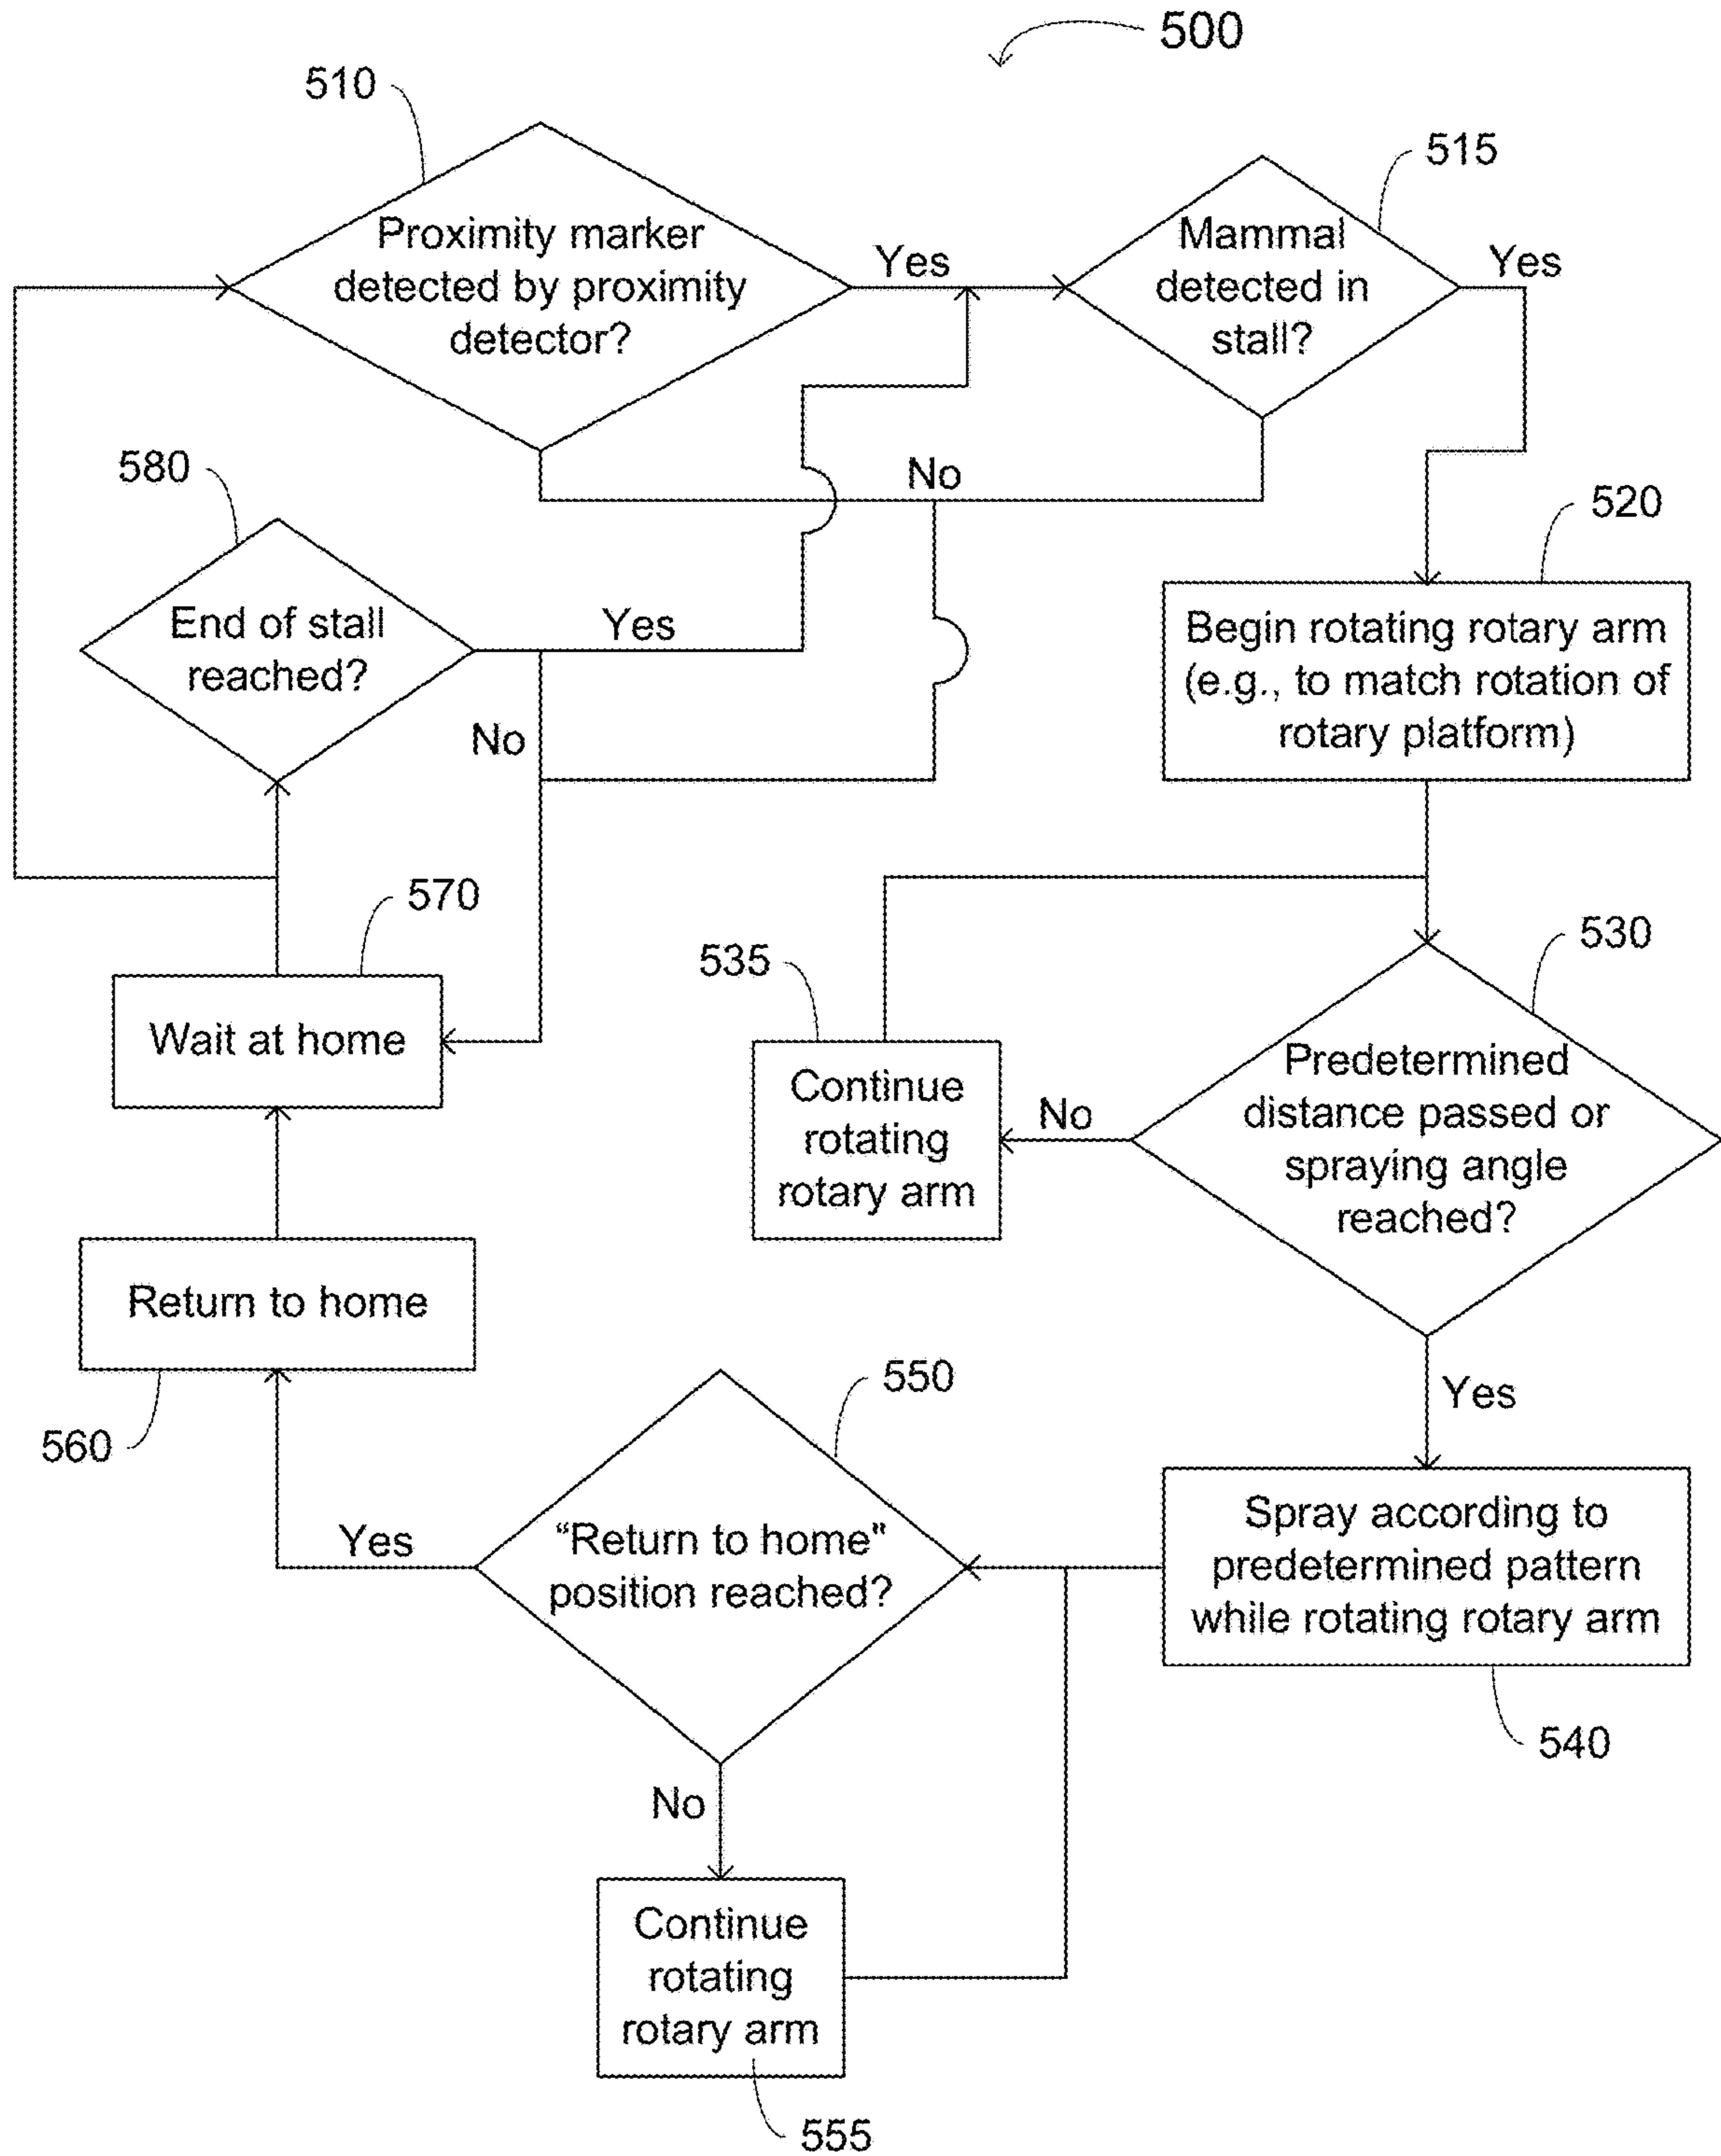 500
510
Proximity marker
detected by proximity
detector?
Yes
515
Mammal
detected in
stall?
Yes
No
580
End of stall
reached?
Yes
No
520
Begin rotating rotary arm
(e.g., to match rotation of
rotary platform)
570
Wait at home
535
Continue
rotating
rotary arm
No
530
Predetermined
distance passed or
spraying angle
reached?
Yes
Return to home
560
550
“Return to home"
position reached?
Yes
No
Spray according to
predetermined pattern
while rotating rotary arm
540
Continue
rotating
rotary arm
555